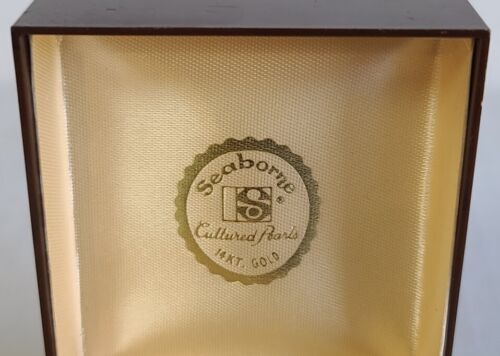 Seaborne®
S
Cultured Pearls
14KT. GOLD